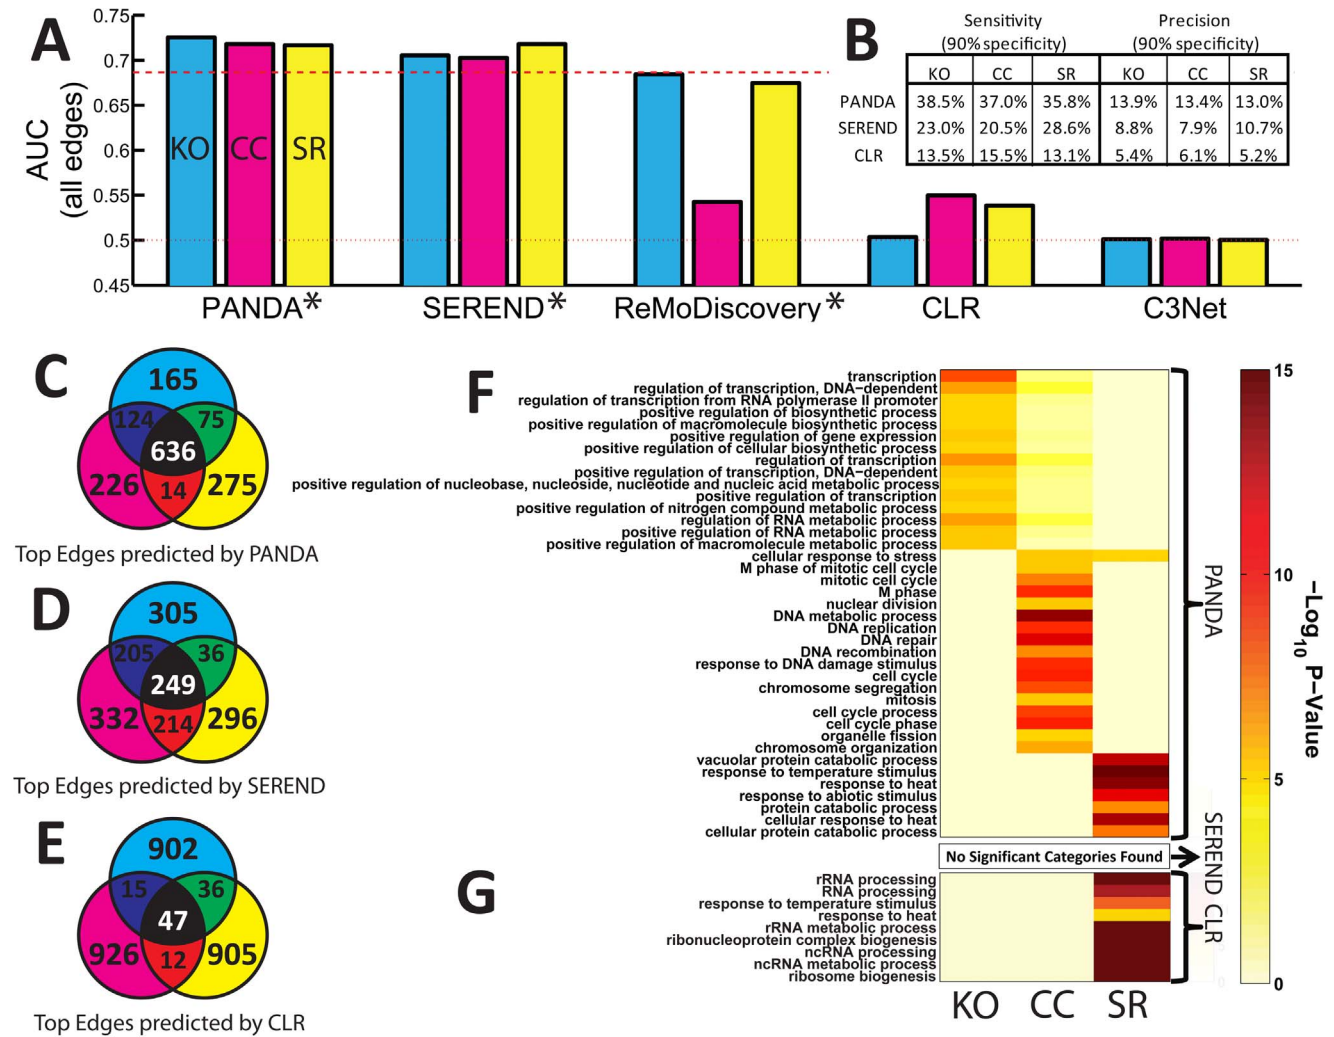 A
AUC
(all edges)
0.75
0.7
0.65
0.6
0.55
0.5
0.45
KO CC SR
PANDA* SEREND* ReMoDiscovery* CLR C3Net
B
Sensitivity Precision
(90% specificity) (90% specificity)
KO CC SR KO CC SR
PANDA 38.5% 37.0% 35.8% 13.9% 13.4% 13.0%
SEREND 23.0% 20.5% 28.6% 8.8% 7.9% 10.7%
CLR 13.5% 15.5% 13.1% 5.4% 6.1% 5.2%
C
165
124 75
636
226 14 275
Top Edges predicted by PANDA
D
305
205 36
249
332 214 296
Top Edges predicted by SEREND
E
902
15 36
47
926 12 905
Top Edges predicted by CLR
F
transcription
regulation of transcription, DNA−dependent
regulation of transcription from RNA polymerase II promoter
positive regulation of biosynthetic process
positive regulation of macromolecule biosynthetic process
positive regulation of gene expression
positive regulation of cellular biosynthetic process
regulation of transcription
positive regulation of transcription, DNA−dependent
positive regulation of nucleobase, nucleoside, nucleotide and nucleic acid metabolic process
positive regulation of transcription
positive regulation of nitrogen compound metabolic process
regulation of RNA metabolic process
positive regulation of RNA metabolic process
positive regulation of macromolecule metabolic process
cellular response to stress
M phase of mitotic cell cycle
mitotic cell cycle
M phase
nuclear division
DNA metabolic process
DNA replication
DNA repair
DNA recombination
response to DNA damage stimulus
cell cycle
chromosome segregation
mitosis
cell cycle process
cell cycle phase
organelle fission
chromosome organization
vacuolar protein catabolic process
response to temperature stimulus
response to heat
response to abiotic stimulus
protein catabolic process
cellular response to heat
cellular protein catabolic process
PANDA
No Significant Categories Found
SEREND
G
rRNA processing
RNA processing
response to temperature stimulus
response to heat
rRNA metabolic process
ribonucleoprotein complex biogenesis
ncRNA processing
ncRNA metabolic process
ribosome biogenesis
CLR
KO CC SR
15
10
5
0
−Log10 P−Value